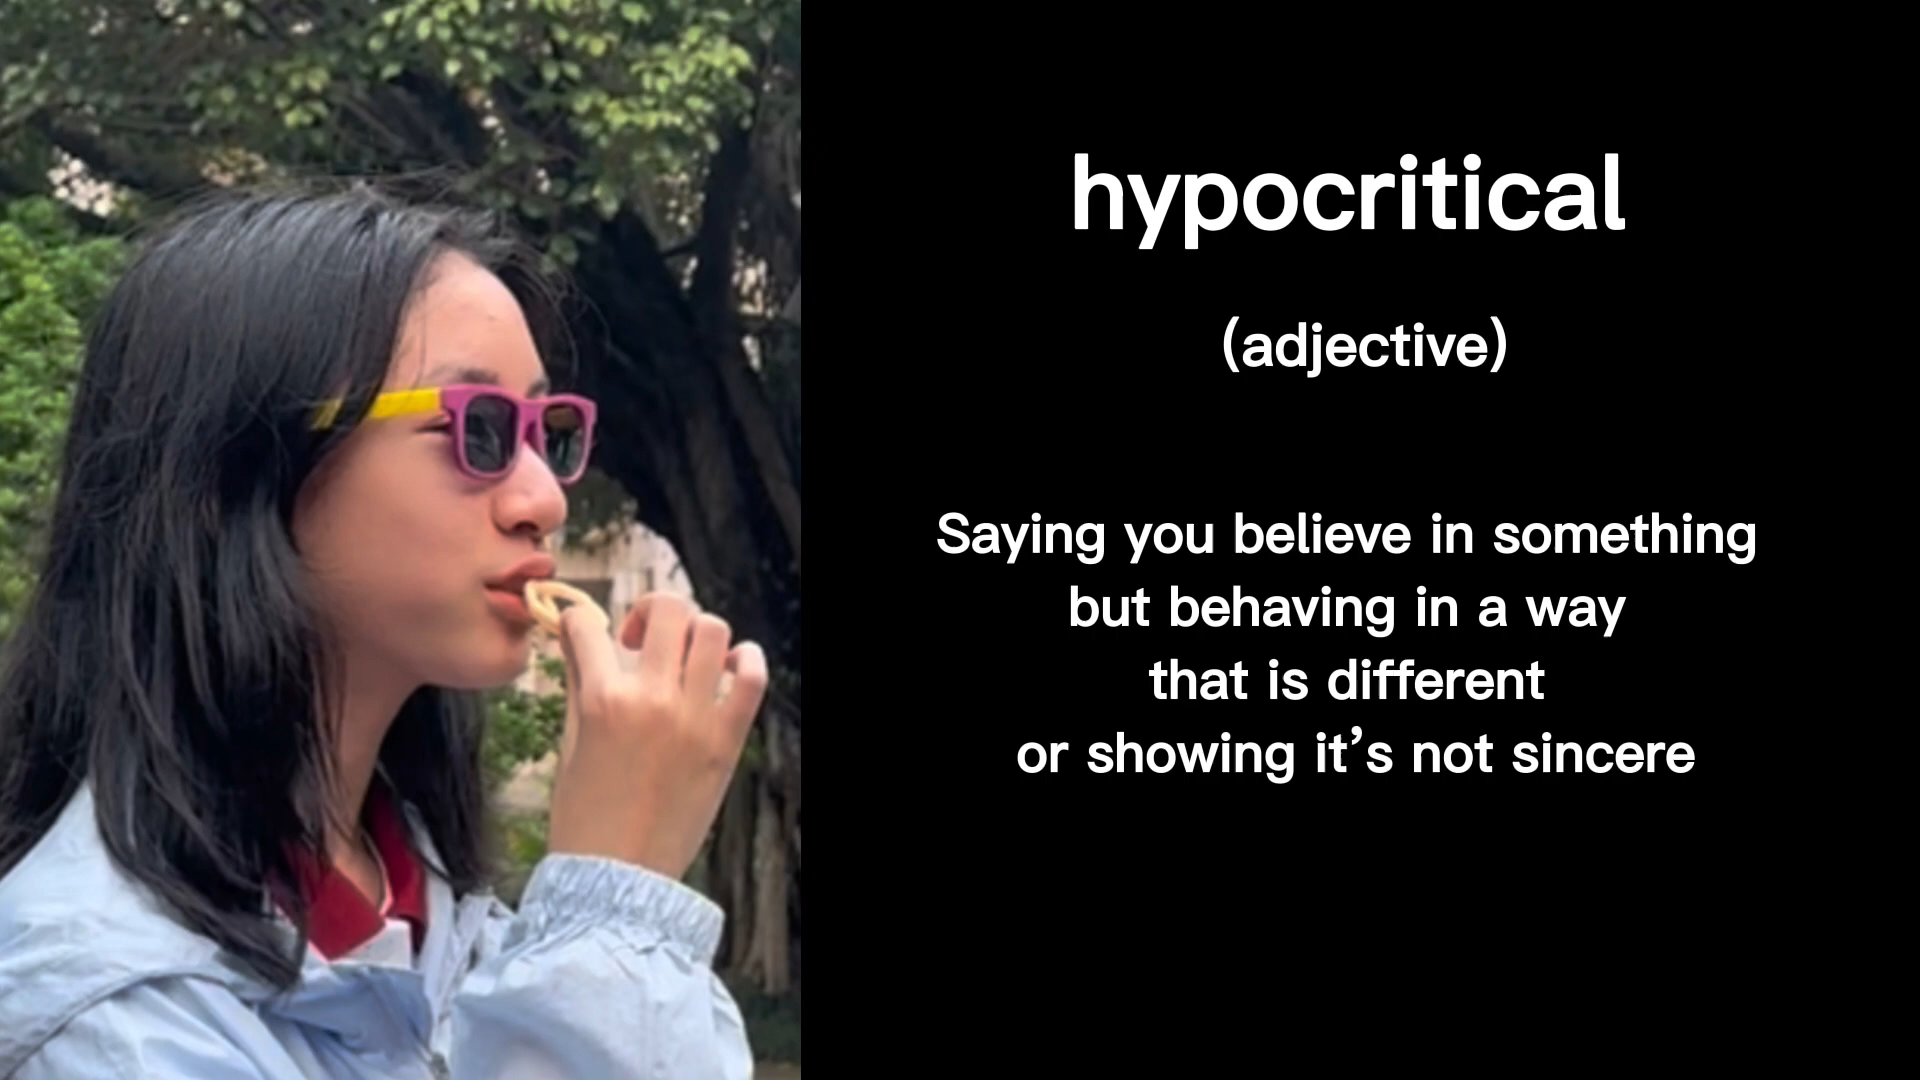 hypocritical
(adjective)
Saying you believe in something
but behaving in a way
that is different
or showing it’s not sincere